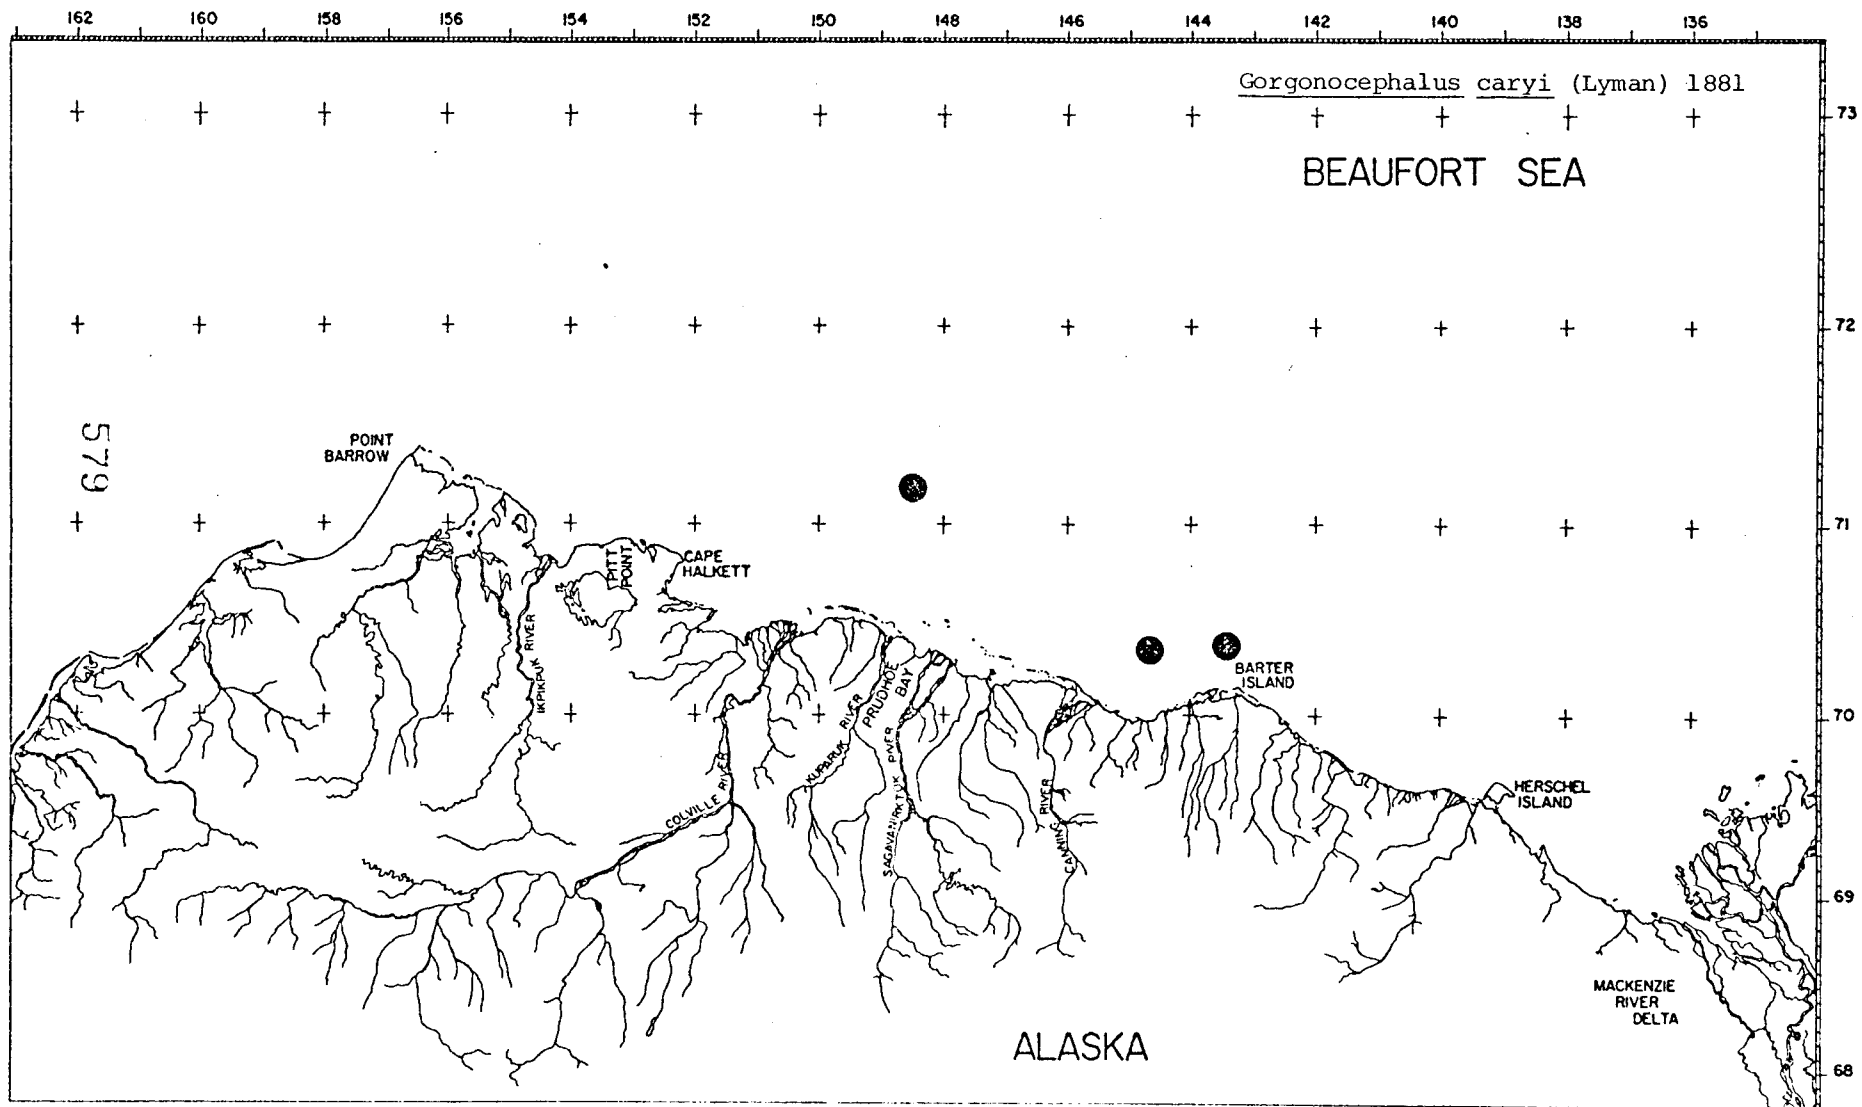 162 160 158 156 154 152 150 148 146 144 142 140 138 136
Gorgonocephalus caryi (Lyman) 1881
73
BEAUFORT SEA
72
579
POINT
BARROW
71
PITT
POINT
CAPE
HALKETT
BARTER
ISLAND
IKPIKPUK RIVER
PRUDHOE
BAY
70
KUPARUK RIVER
SAGAVANIRKTUK RIVER
COLVILLE RIVER
CANNING RIVER
HERSCHEL
ISLAND
69
MACKENZIE
RIVER
DELTA
ALASKA
68